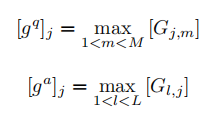 [g^q]_j = max_{1<m<M} [G_{j,m}]
[g^a]_j = max_{1<l<L} [G_{l,j}]